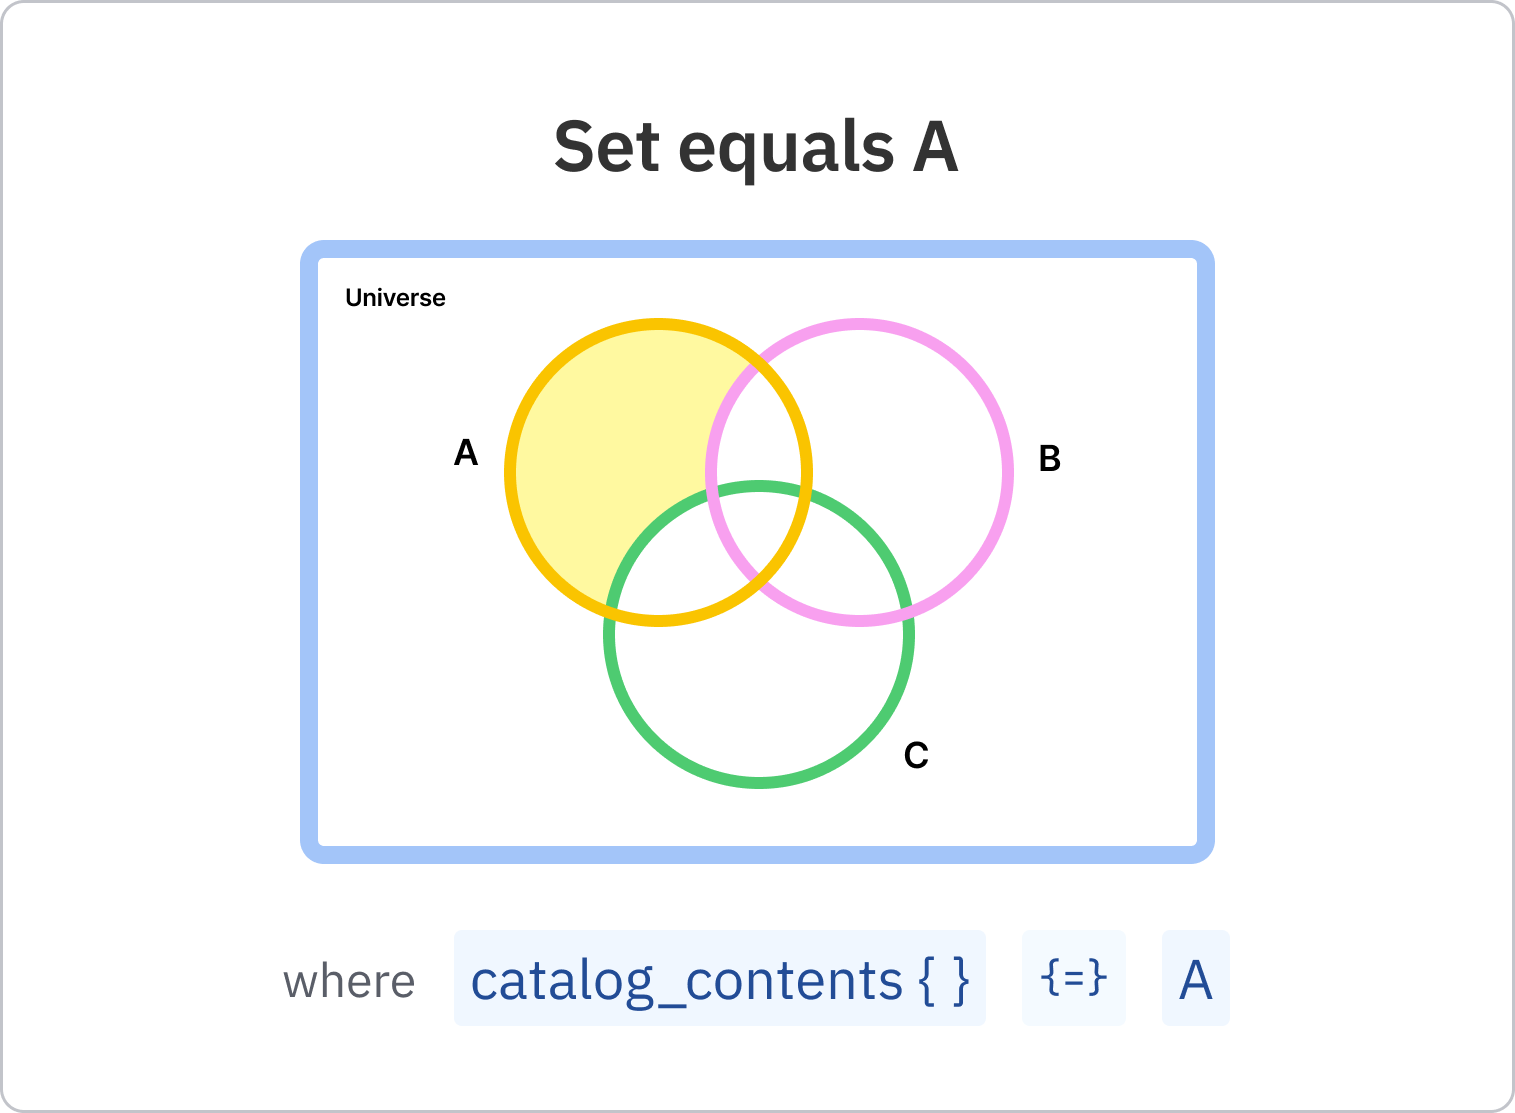 Set equals A
Universe
A
B
C
where catalog_contents { } {=} A